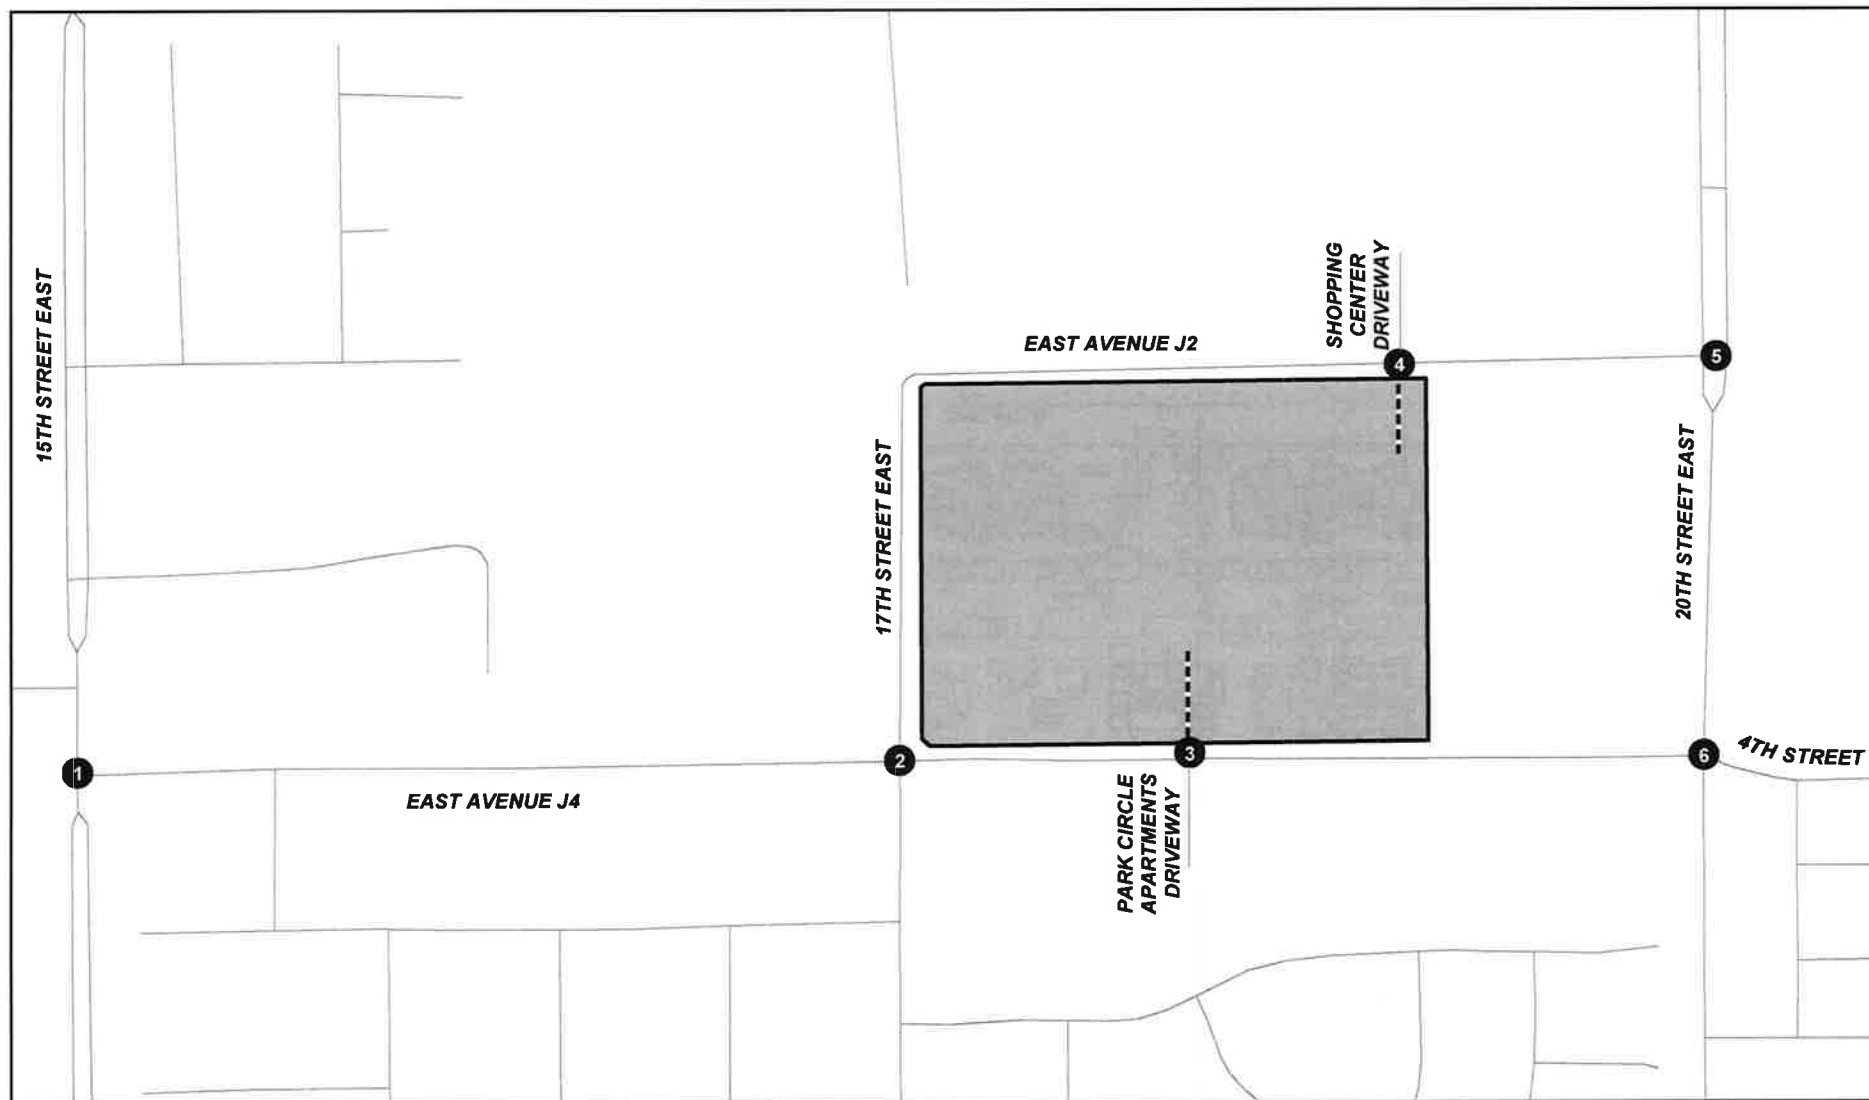 SHOPPING
CENTER
DRIVEWAY
15TH STREET EAST
EAST AVENUE J2
4
5
17TH STREET EAST
20TH STREET EAST
1
2
3
6
4TH STREET
EAST AVENUE J4
PARK CIRCLE
APARTMENTS
DRIVEWAY